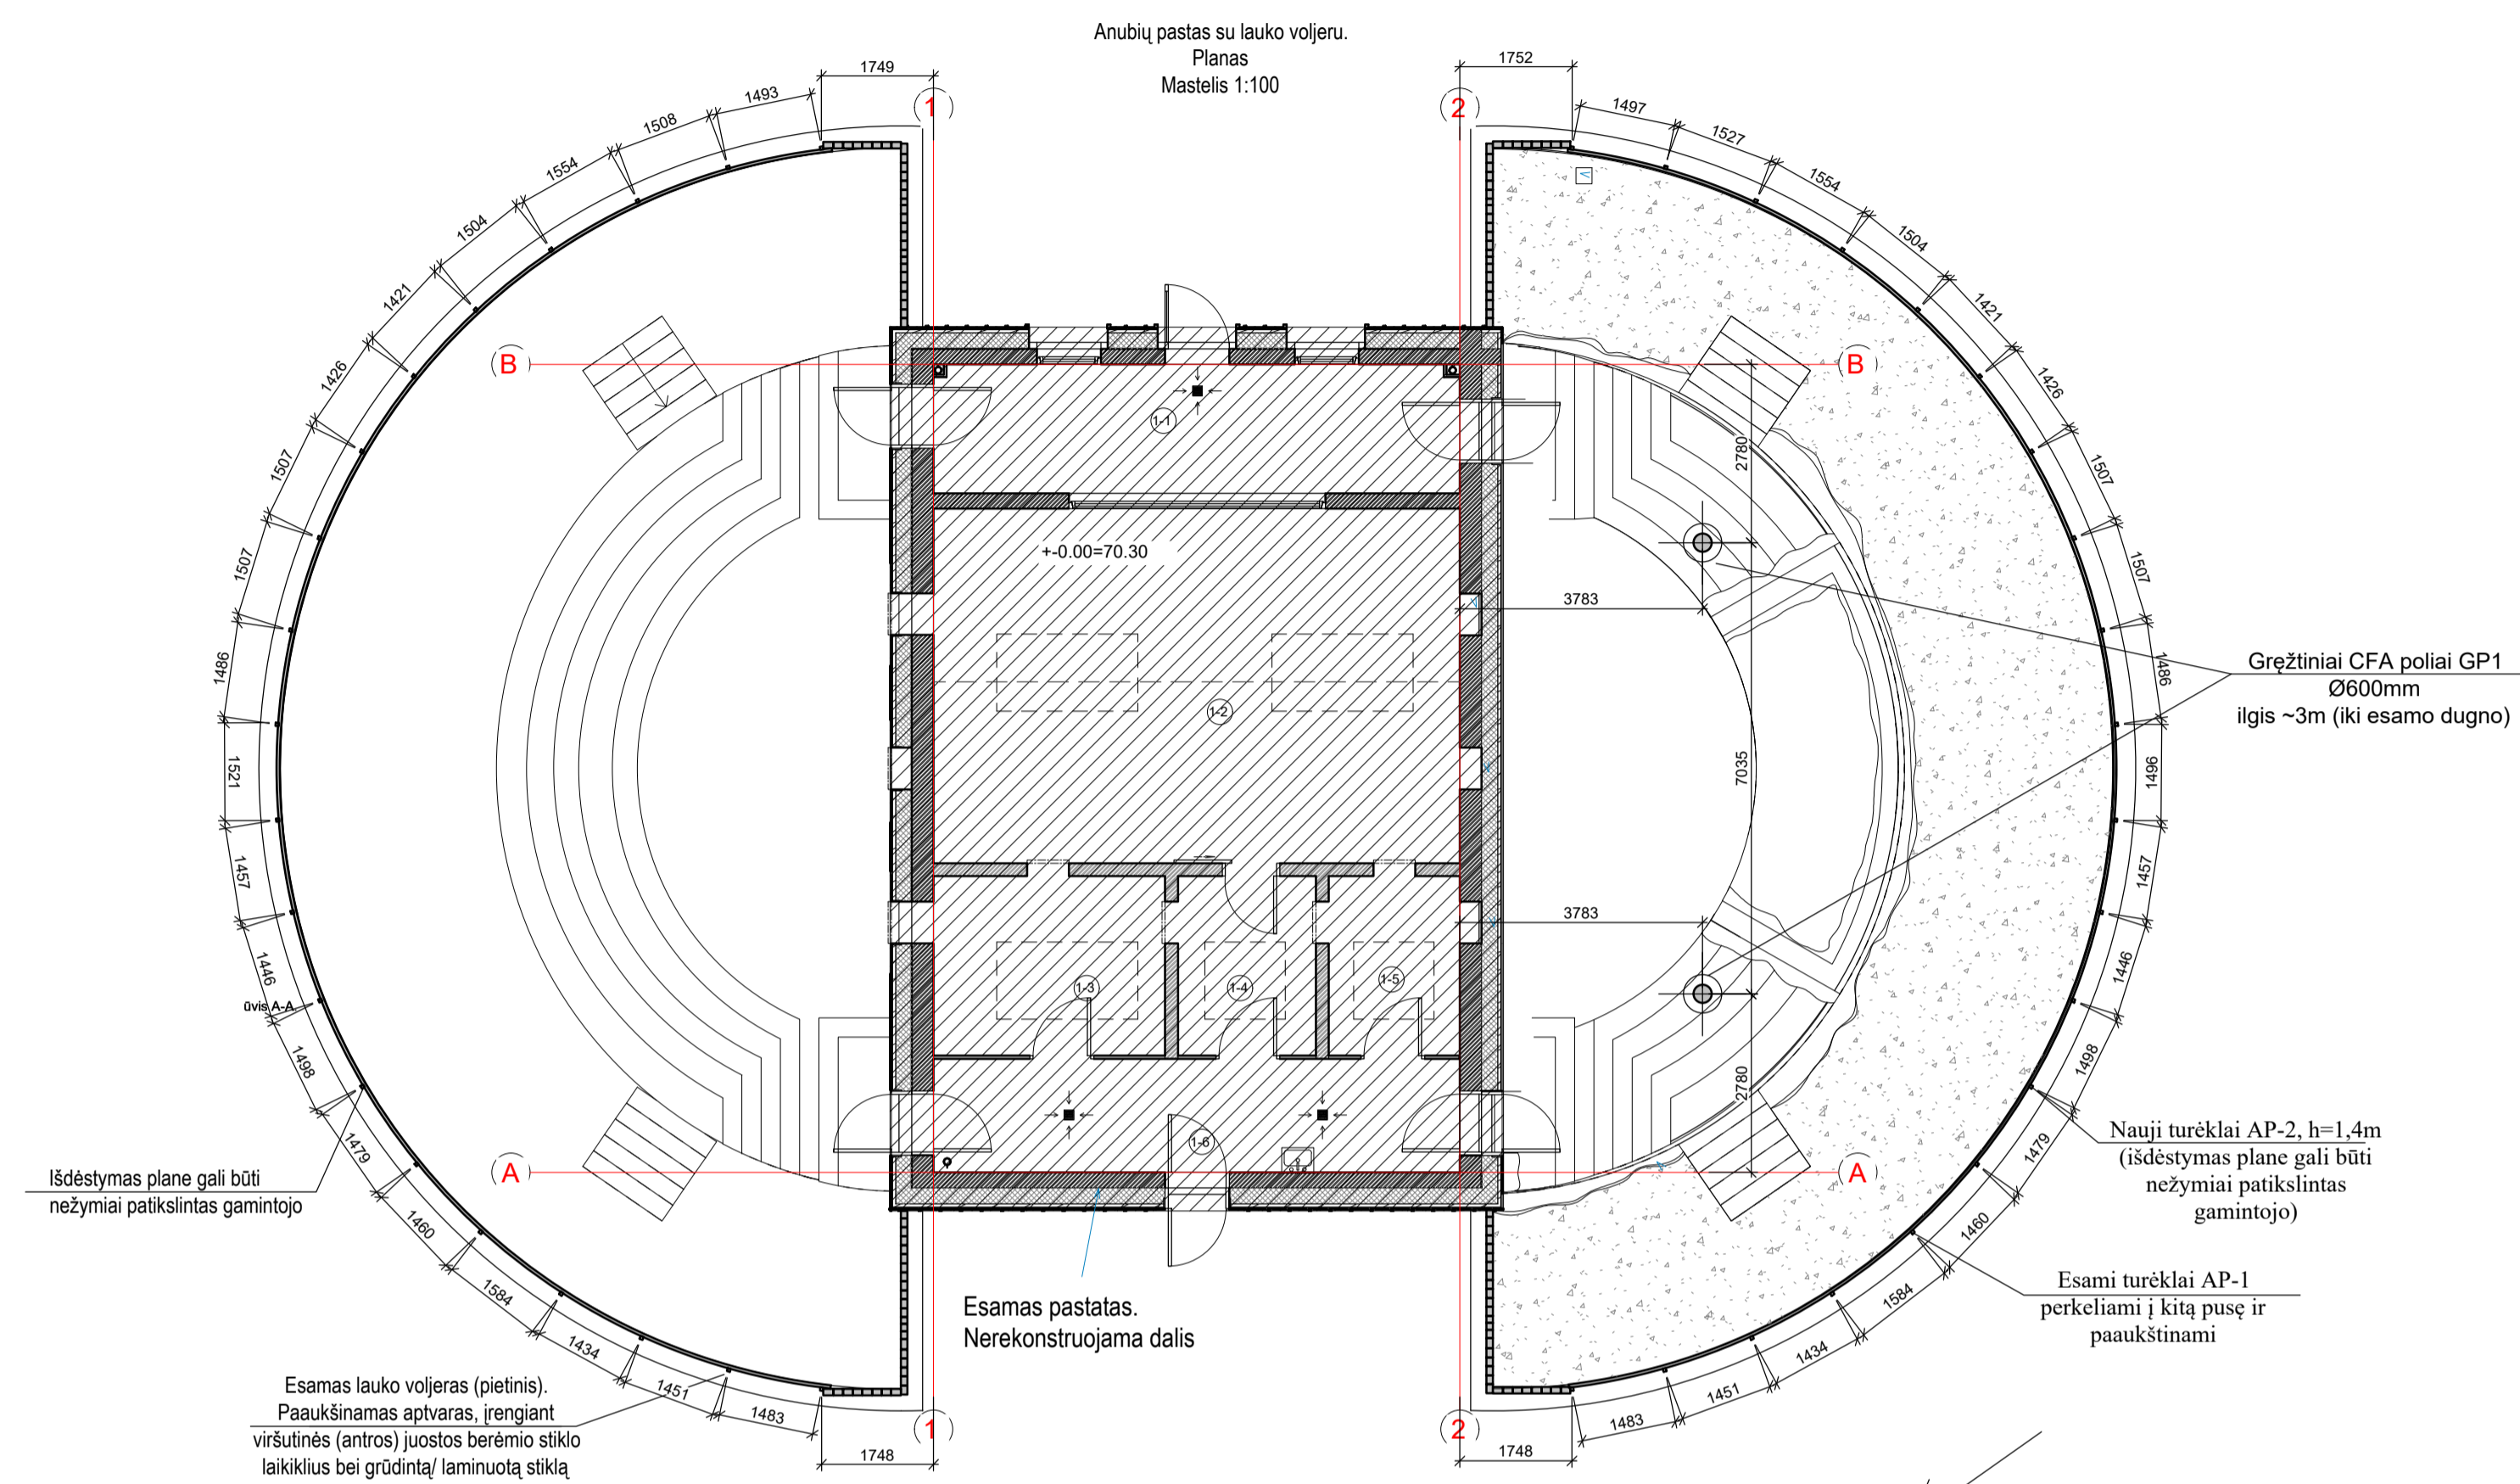 Anubių pastas su lauko voljeru.
Planas
Mastelis 1:100
1749
1752
1493
1508
1554
1504
1421
1426
1507
1507
1486
1521
1457
1446
ūvis A-A
1498
1479
1460
1584
1434
1451
1483
1748
1497
1527
1554
1504
1421
1426
1507
1507
1486
1496
1457
1446
1498
1479
1460
1584
1434
1451
1483
1748
1
2
B
B
A
A
1
2
1-1
+-0.00=70.30
1-2
1-3
1-4
1-5
1-6
2780
3783
7035
3783
2780
Gręžtiniai CFA poliai GP1
Ø600mm
ilgis ~3m (iki esamo dugno)
Nauji turėklai AP-2, h=1,4m
(išdėstymas plane gali būti
nežymiai patikslintas
gamintojo)
Esami turėklai AP-1
perkeliami į kitą pusę ir
paaukštinami
Išdėstymas plane gali būti
nežymiai patikslintas gamintojo
Esamas pastatas.
Nerekonstruojama dalis
Esamas lauko voljeras (pietinis).
Paaukšinamas aptvaras, įrengiant
viršutinės (antros) juostos berėmio stiklo
laikiklius bei grūdintą/ laminuotą stiklą